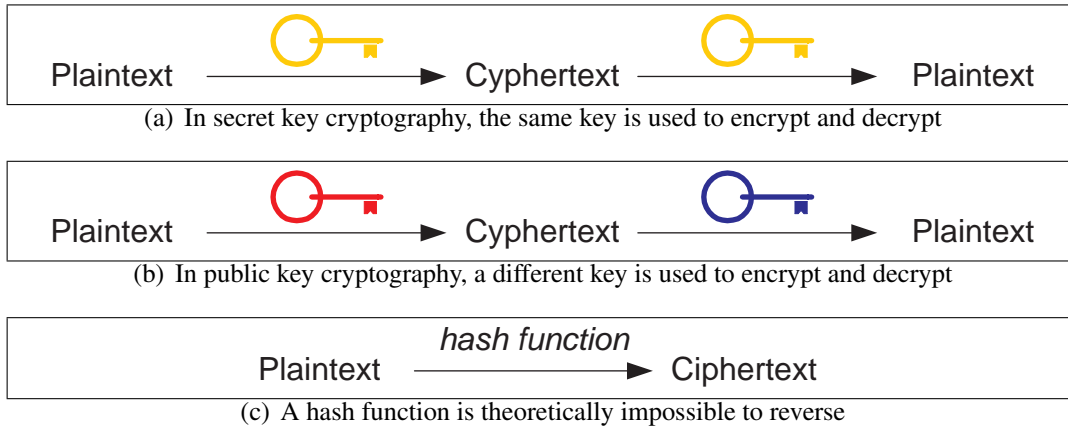 Plaintext Cyphertext Plaintext
(a) In secret key cryptography, the same key is used to encrypt and decrypt
Plaintext Cyphertext Plaintext
(b) In public key cryptography, a different key is used to encrypt and decrypt
hash function
Plaintext Ciphertext
(c) A hash function is theoretically impossible to reverse